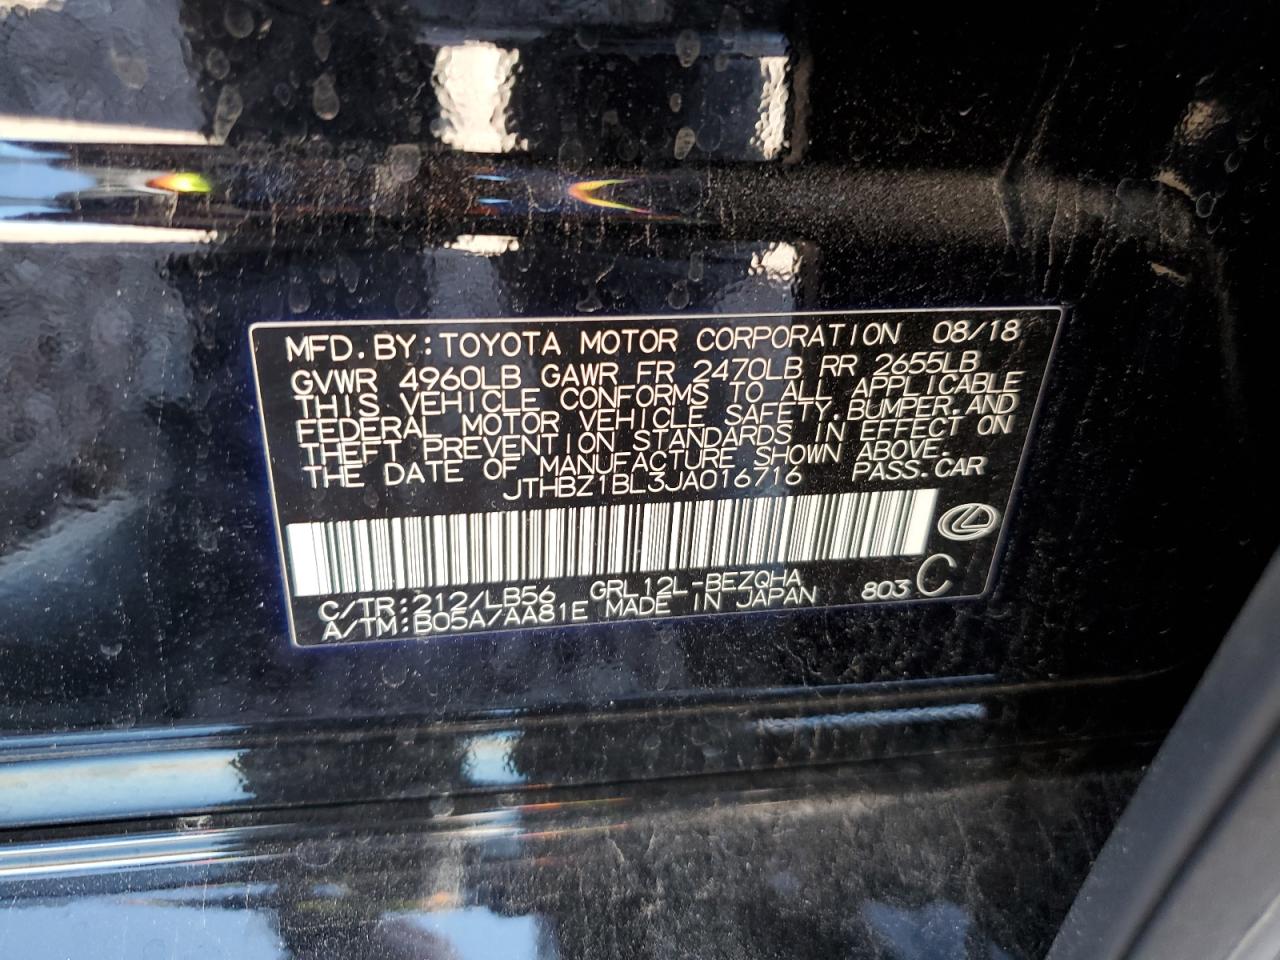 MFD. BY: TOYOTA MOTOR CORPORATION 08/18
GVWR 4960LB GAWR FR 2470LB RR 2655LB
THIS VEHICLE CONFORMS TO ALL APPLICABLE
FEDERAL MOTOR VEHICLE SAFETY, BUMPER, AND
THEFT PREVENTION STANDARDS IN EFFECT ON
THE DATE OF MANUFACTURE SHOWN ABOVE.
JTHBZ1BL3JA016716 PASS. CAR
C/TR: 212/LB56 GRL12L-BEZQHA
A/TM: B05A/AA81E MADE IN JAPAN 803 C